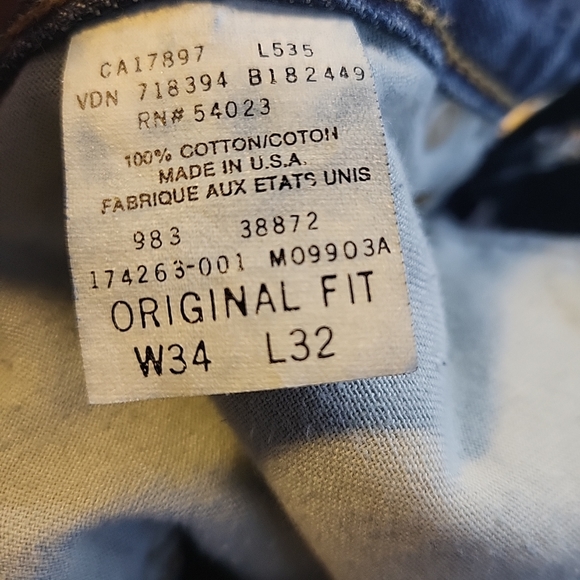 CA17897 L535
VDN 718394 B182449
RN# 54023
100% COTTON/COTON
MADE IN U.S.A.
FABRIQUE AUX ETATS UNIS
983 38872
174263-001 M09903A
ORIGINAL FIT
W34 L32